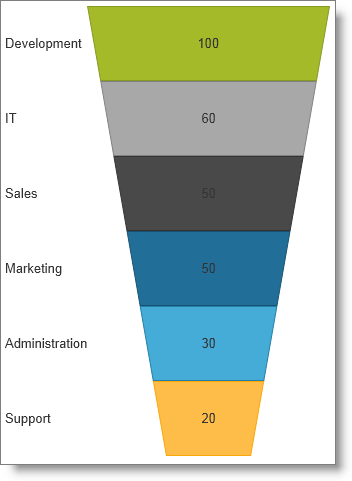 Development 100
IT 60
Sales 50
Marketing 50
Administration 30
Support 20